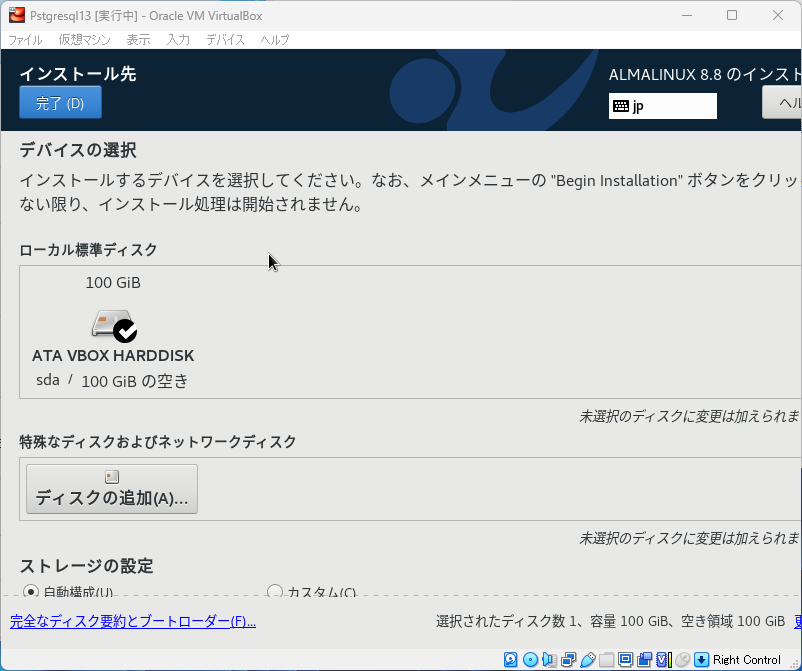 Pstgresql13 [実行中] - Oracle VM VirtualBox
ファイル 仮想マシン 表示 入力 デバイス ヘルプ
インストール先
ALMALINUX 8.8 のインスト
完了 (D)
jp
ヘル
デバイスの選択
インストールするデバイスを選択してください。なお、メインメニューの "Begin Installation" ボタンをクリッ
ない限り、インストール処理は開始されません。
ローカル標準ディスク
100 GiB
ATA VBOX HARDDISK
sda / 100 GiB の空き
未選択のディスクに変更は加えられま
特殊なディスクおよびネットワークディスク
ディスクの追加(A)...
未選択のディスクに変更は加えられま
ストレージの設定
自動構成(U) カスタム(C)
完全なディスク要約とブートローダー(F)... 選択されたディスク数 1、容量 100 GiB、空き領域 100 GiB 更
Right Control